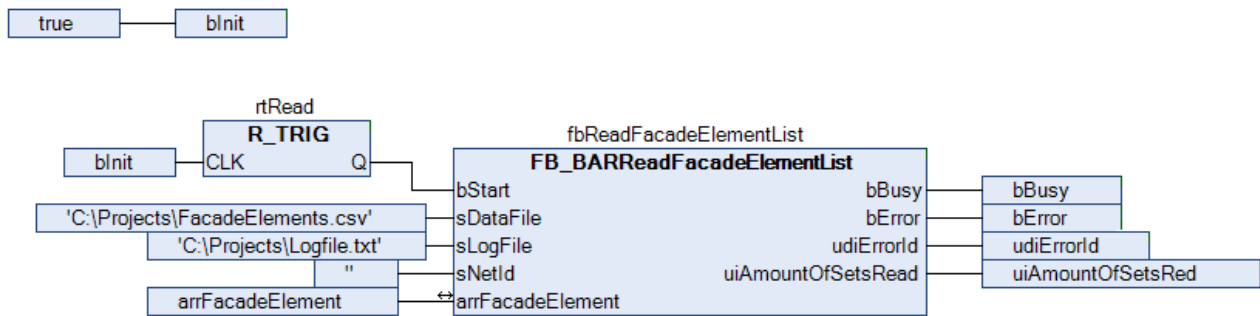 true bInit
rtRead
R_TRIG fbReadFacadeElementList
bInit CLK Q FB_BARReadFacadeElementList
bStart bBusy bBusy
'C:\Projects\FacadeElements.csv' sDataFile bError bError
'C:\Projects\Logfile.txt' sLogFile udiErrorId udiErrorId
'' sNetId uiAmountOfSetsRead uiAmountOfSetsRed
arrFacadeElement arrFacadeElement